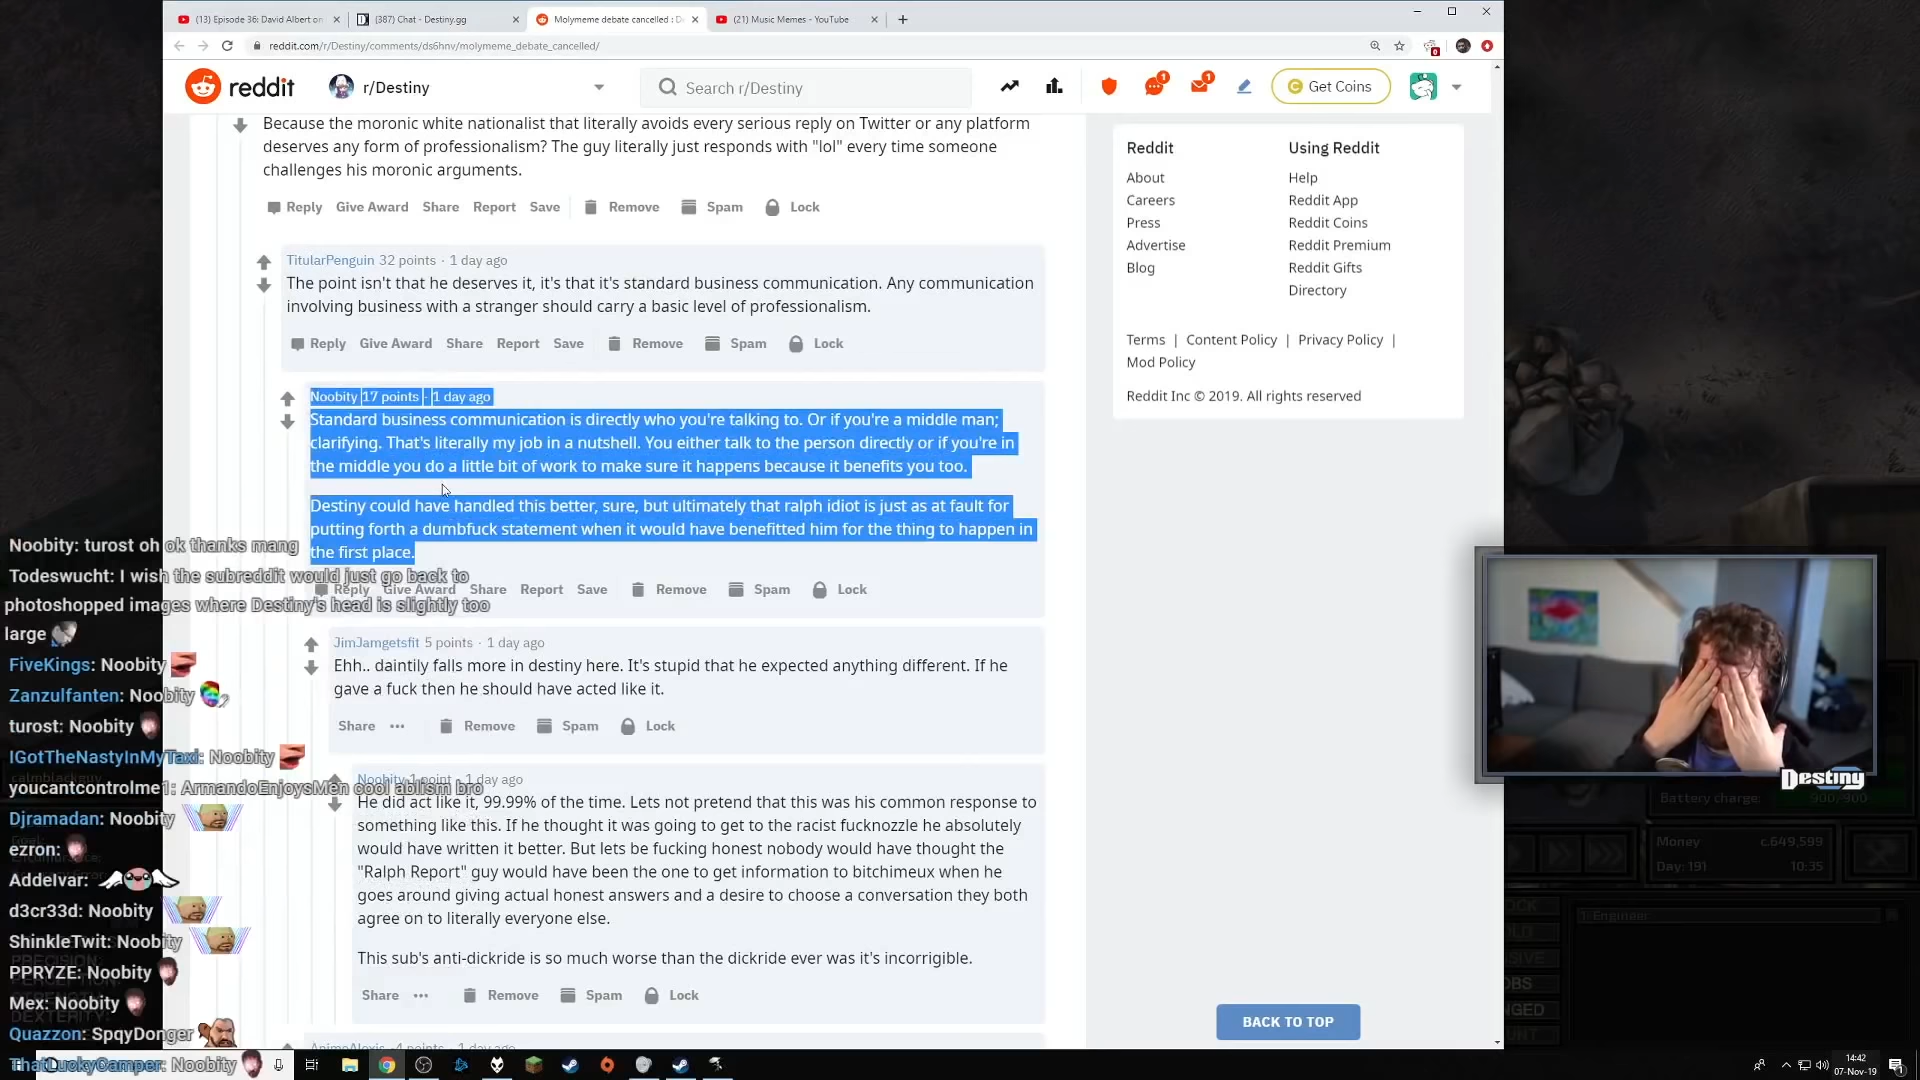 (13) Episode 36: David Albert on
(387) Chat - Destiny.gg
Molymeme debate cancelled : De
(21) Music Memes - YouTube
reddit.com/r/Destiny/comments/ds6hnv/molymeme_debate_cancelled/
reddit
r/Destiny
Search r/Destiny
1
1
Get Coins
Because the moronic white nationalist that literally avoids every serious reply on Twitter or any platform
deserves any form of professionalism? The guy literally just responds with "lol" every time someone
challenges his moronic arguments.
Reply Give Award Share Report Save Remove Spam Lock
TitularPenguin 32 points · 1 day ago
The point isn't that he deserves it, it's that it's standard business communication. Any communication
involving business with a stranger should carry a basic level of professionalism.
Reply Give Award Share Report Save Remove Spam Lock
Noobity 17 points · 1 day ago
Standard business communication is directly who you're talking to. Or if you're a middle man;
clarifying. That's literally my job in a nutshell. You either talk to the person directly or if you're in
the middle you do a little bit of work to make sure it happens because it benefits you too.
Destiny could have handled this better, sure, but ultimately that ralph idiot is just as at fault for
putting forth a dumbfuck statement when it would have benefitted him for the thing to happen in
the first place.
Reply Give Award Share Report Save Remove Spam Lock
JimJamgetsfit 5 points · 1 day ago
Ehh.. daintily falls more in destiny here. It's stupid that he expected anything different. If he
gave a fuck then he should have acted like it.
Share ··· Remove Spam Lock
Noobity 1 point · 1 day ago
He did act like it, 99.99% of the time. Lets not pretend that this was his common response to
something like this. If he thought it was going to get to the racist fucknozzle he absolutely
would have written it better. But lets be fucking honest nobody would have thought the
"Ralph Report" guy would have been the one to get information to bitchimeux when he
goes around giving actual honest answers and a desire to choose a conversation they both
agree on to literally everyone else.
This sub's anti-dickride is so much worse than the dickride ever was it's incorrigible.
Share ··· Remove Spam Lock
AnimeAlexis -4 points · 1 day ago
Reddit
About
Careers
Press
Advertise
Blog
Using Reddit
Help
Reddit App
Reddit Coins
Reddit Premium
Reddit Gifts
Directory
Terms | Content Policy | Privacy Policy |
Mod Policy
Reddit Inc © 2019. All rights reserved
BACK TO TOP
Noobity: turost oh ok thanks mang
Todeswucht: I wish the subreddit would just go back to
photoshopped images where Destiny's head is slightly too
large
FiveKings: Noobity
Zanzulfanten: Noobity
turost: Noobity
IGotTheNastyInMyTaxi: Noobity
youcantcontrolme1: ArmandoEnjoysMen cool ablism bro
Djramadan: Noobity
ezron:
Addelvar:
d3cr33d: Noobity
ShinkleTwit: Noobity
PPRYZE: Noobity
Mex: Noobity
Quazzon: SpqyDonger
ThatLuckyCamper: Noobity
Destiny
Battery charge: 900/900
Money c.649,599
Day: 191 10:35
1: Engineer
14:42
07-Nov-19